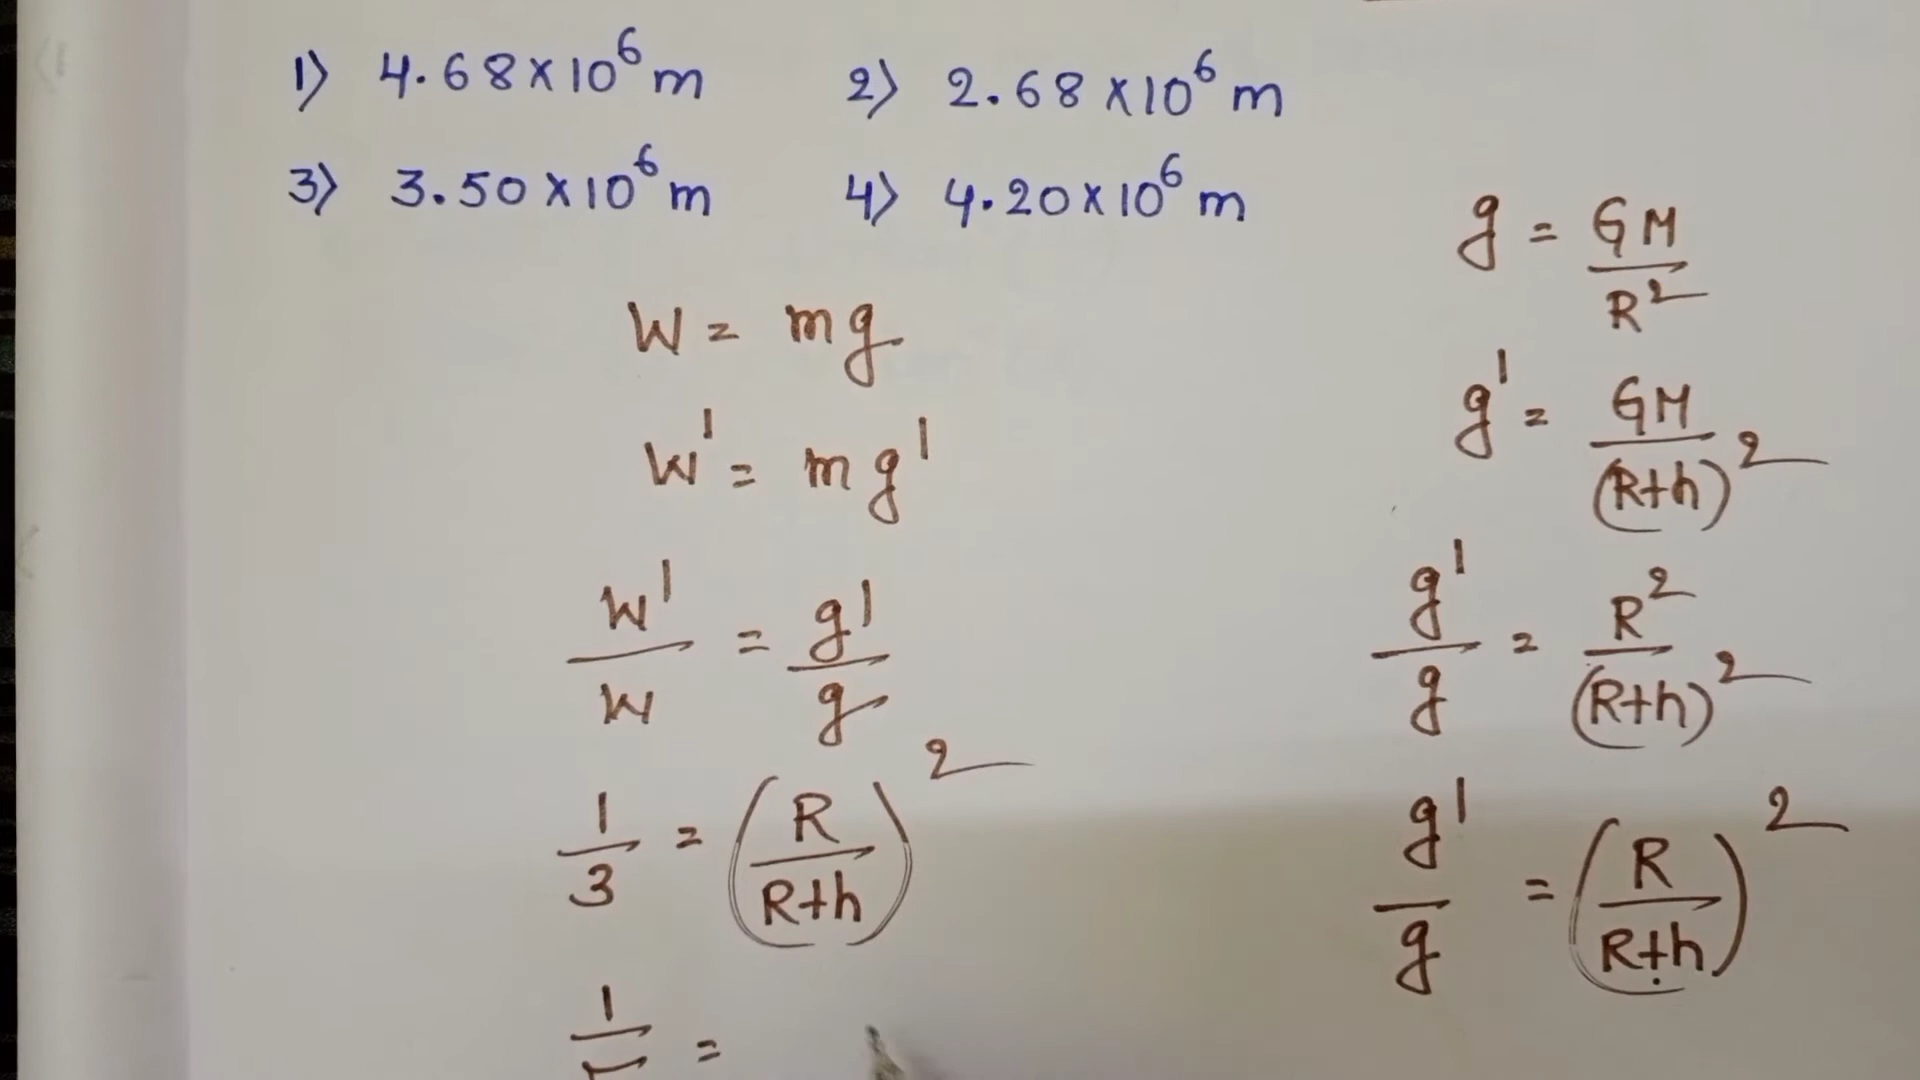 1) 4.68×10⁶ m 2) 2.68×10⁶ m
3) 3.50×10⁶ m 4) 4.20×10⁶ m
W = mg
W' = mg'
W'/W = g'/g
1/3 = (R/(R+h))²
1/ =
g = GM/R²
g' = GM/(R+h)²
g'/g = R²/(R+h)²
g'/g = (R/(R+h))²